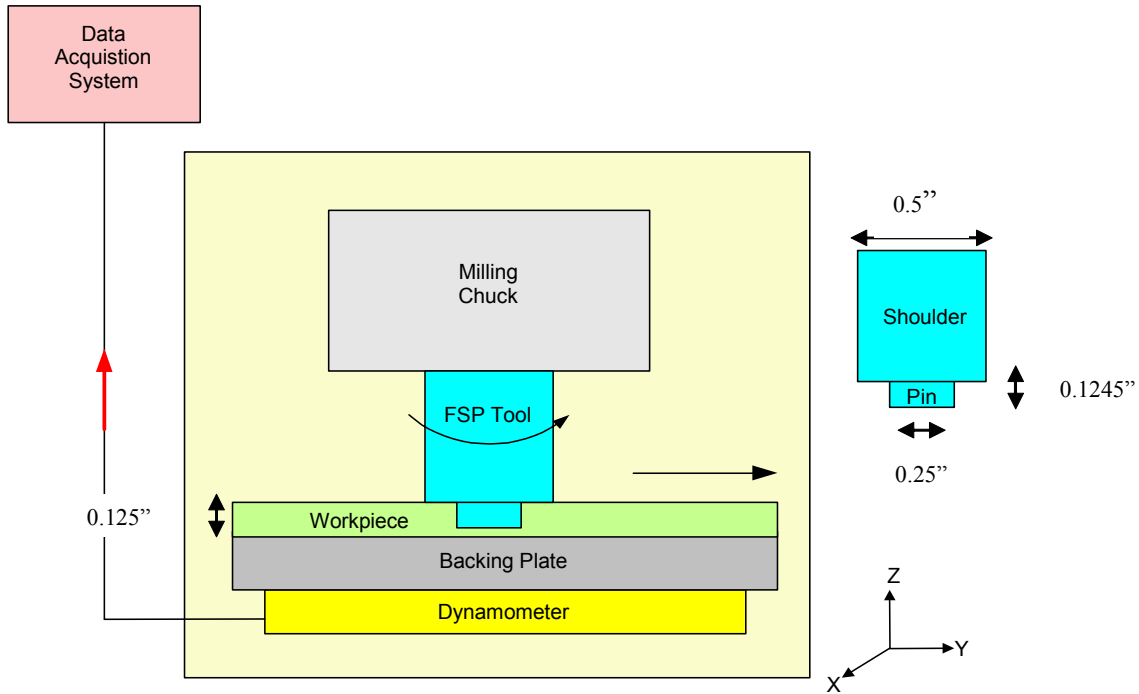 Data
Acquistion
System
0.5”
Milling
Chuck
Shoulder
Pin
0.1245”
FSP Tool
0.25”
0.125”
Workpiece
Backing Plate
Dynamometer
Z
Y
X